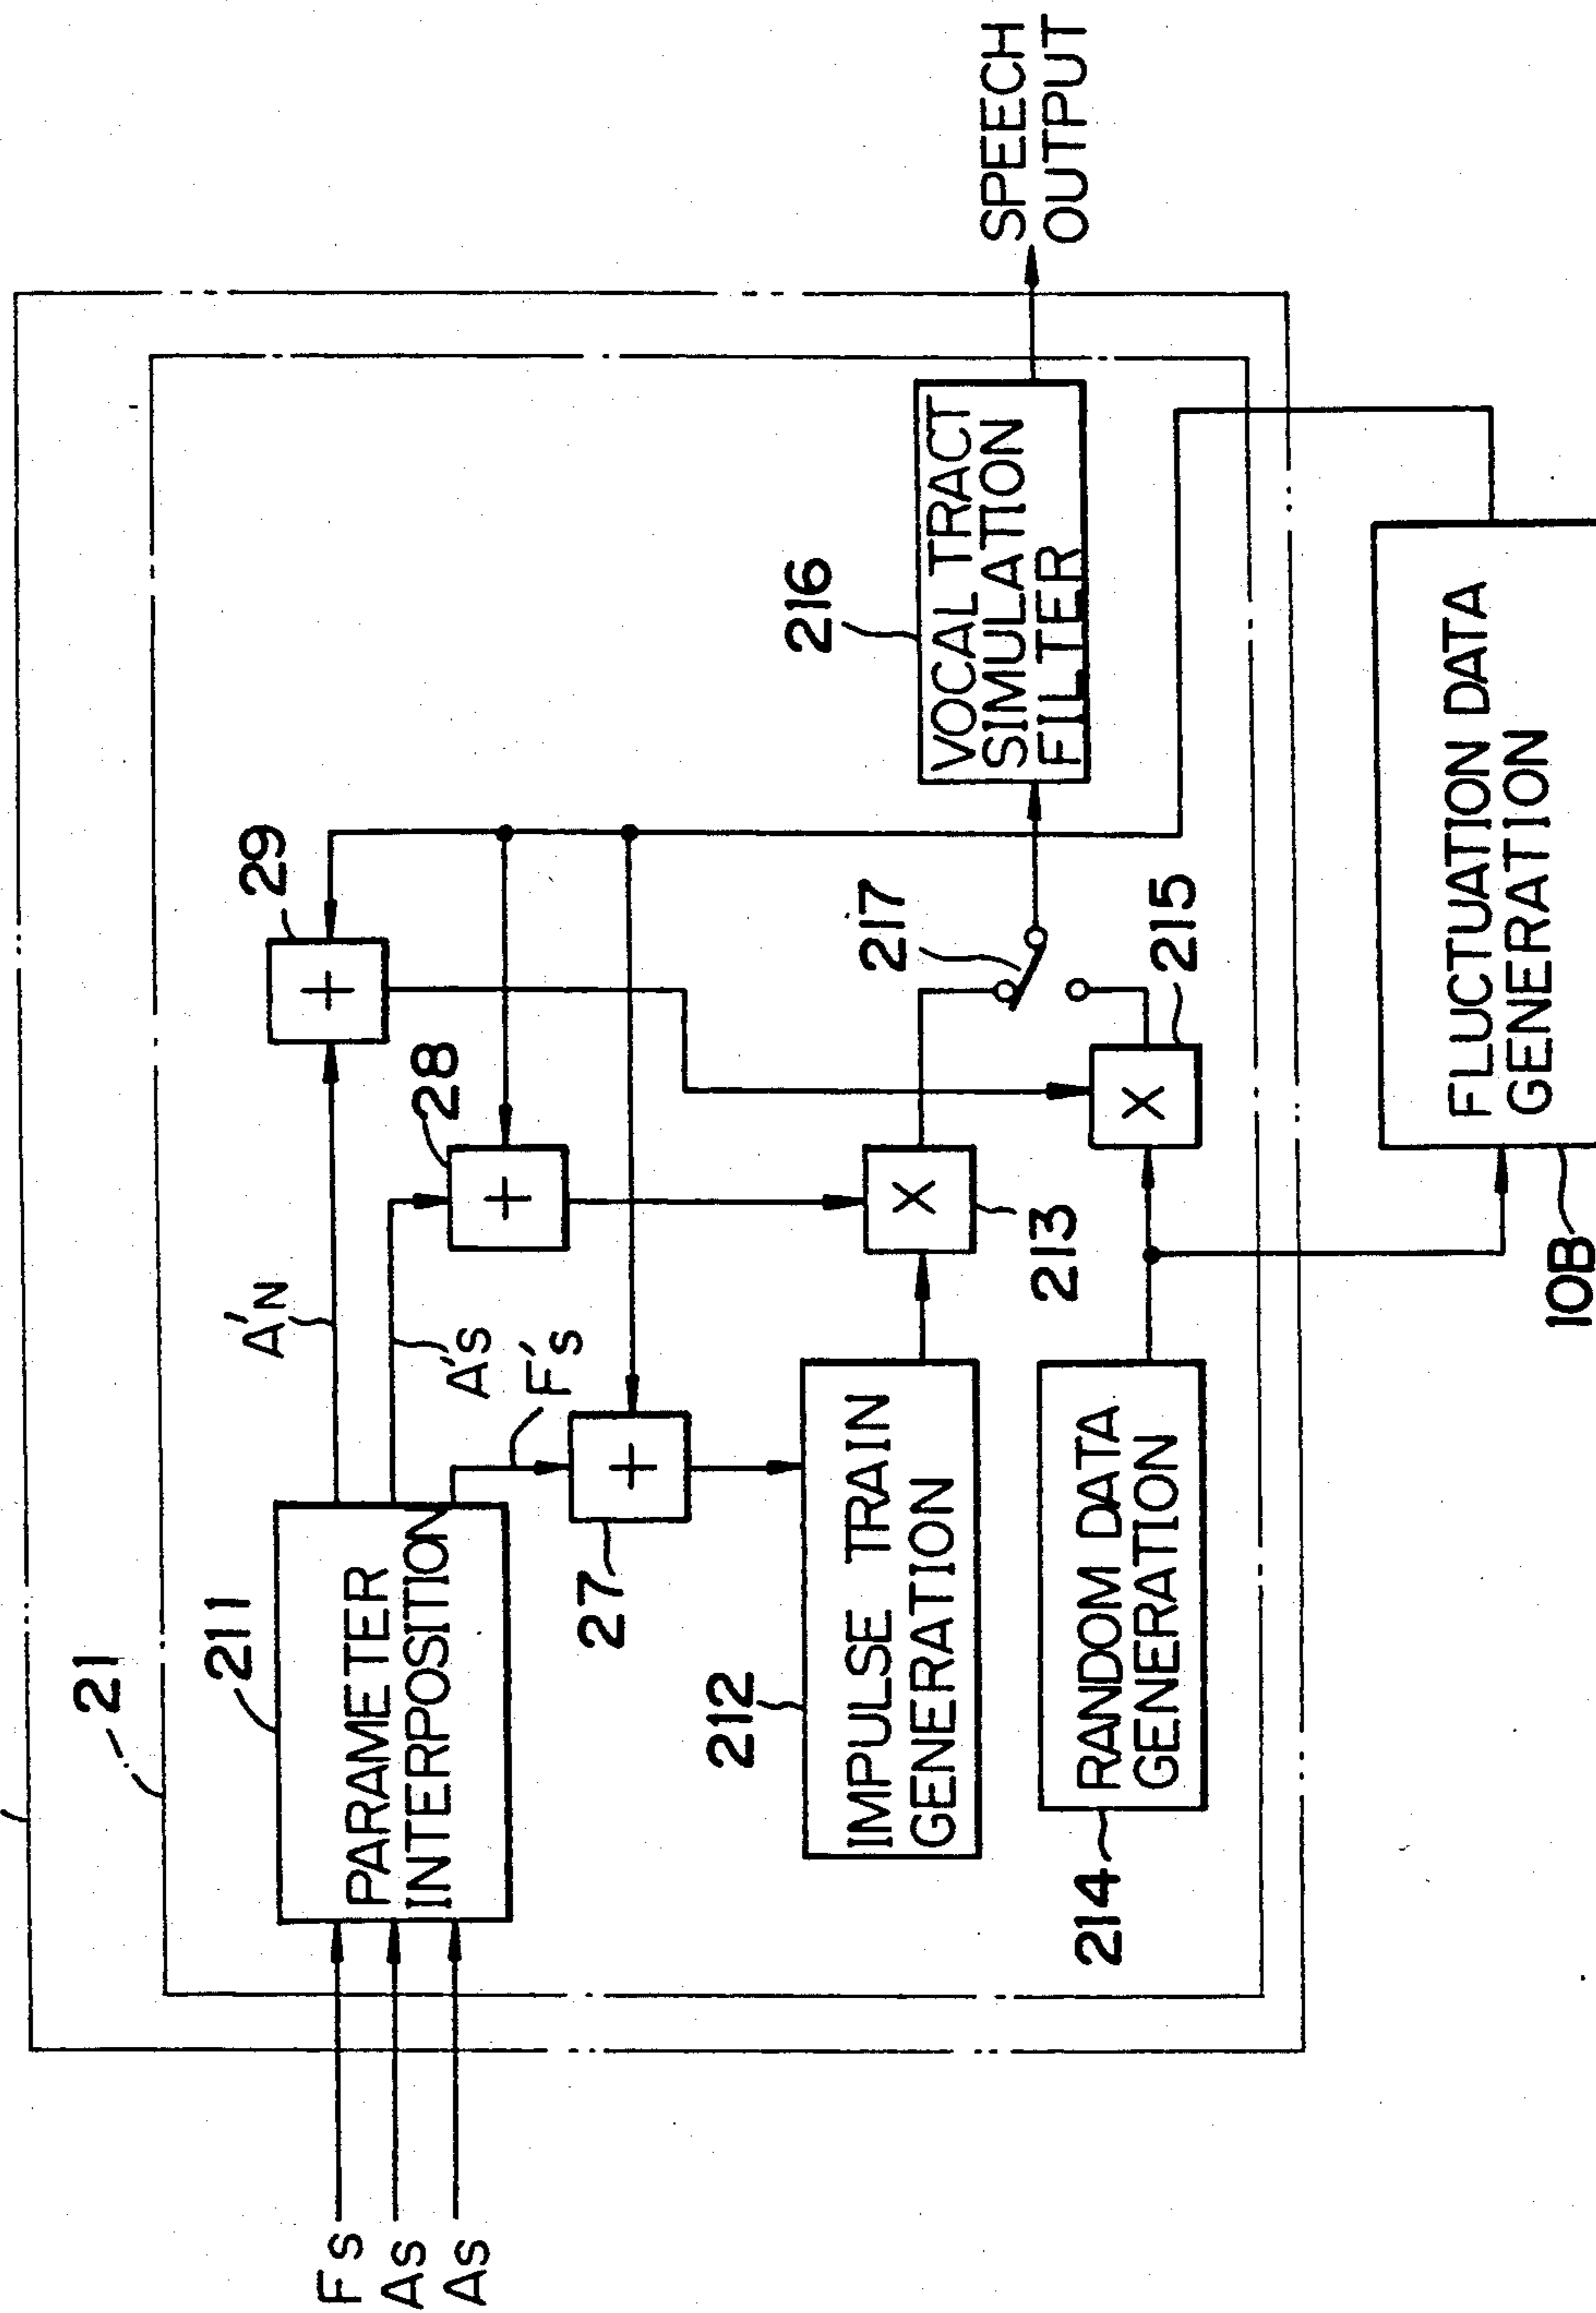 21
211
PARAMETER
INTERPOSITION
Fs
As
As
A'N
A's
F's
29
28
27
+
+
+
212
IMPULSE TRAIN
GENERATION
213
X
214
RANDOM DATA
GENERATION
215
X
217
216
VOCAL TRACT
SIMULATION
FILTER
SPEECH
OUTPUT
10B
FLUCTUATION DATA
GENERATION